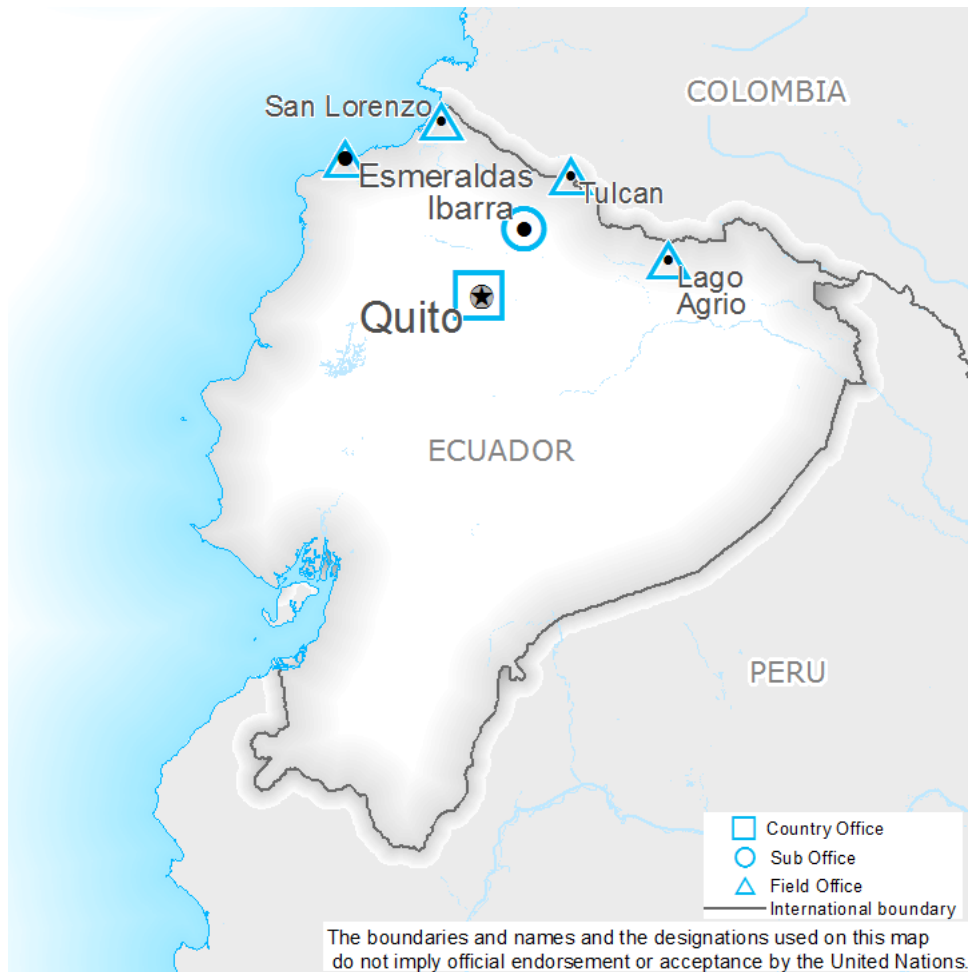 COLOMBIA
San Lorenzo
Esmeraldas
Tulcan
Ibarra
Lago
Agrio
Quito
ECUADOR
PERU
Country Office
Sub Office
Field Office
International boundary
The boundaries and names and the designations used on this map
do not imply official endorsement or acceptance by the United Nations.